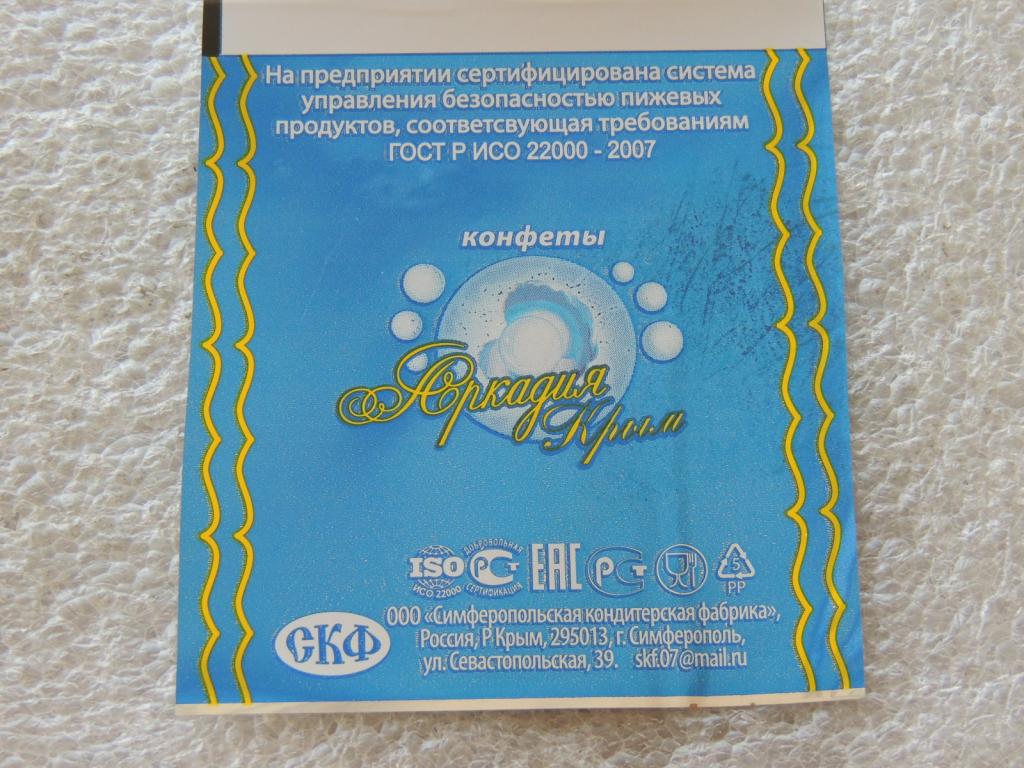 На предприятии сертифицирована система
управления безопасностью пижевых
продуктов, соответсвующая требованиям
ГОСТ Р ИСО 22000 - 2007
конфеты
Аркадия
Крым
ISO
ИСО 22000
ДОБРОВОЛЬНАЯ
РСТ
СЕРТИФИКАЦИЯ
ЕАС
РСТ
5
PP
ООО «Симферопольская кондитерская фабрика»,
Россия, Р Крым, 295013, г. Симферополь,
ул. Севастопольская, 39. skf.07@mail.ru
СКФ